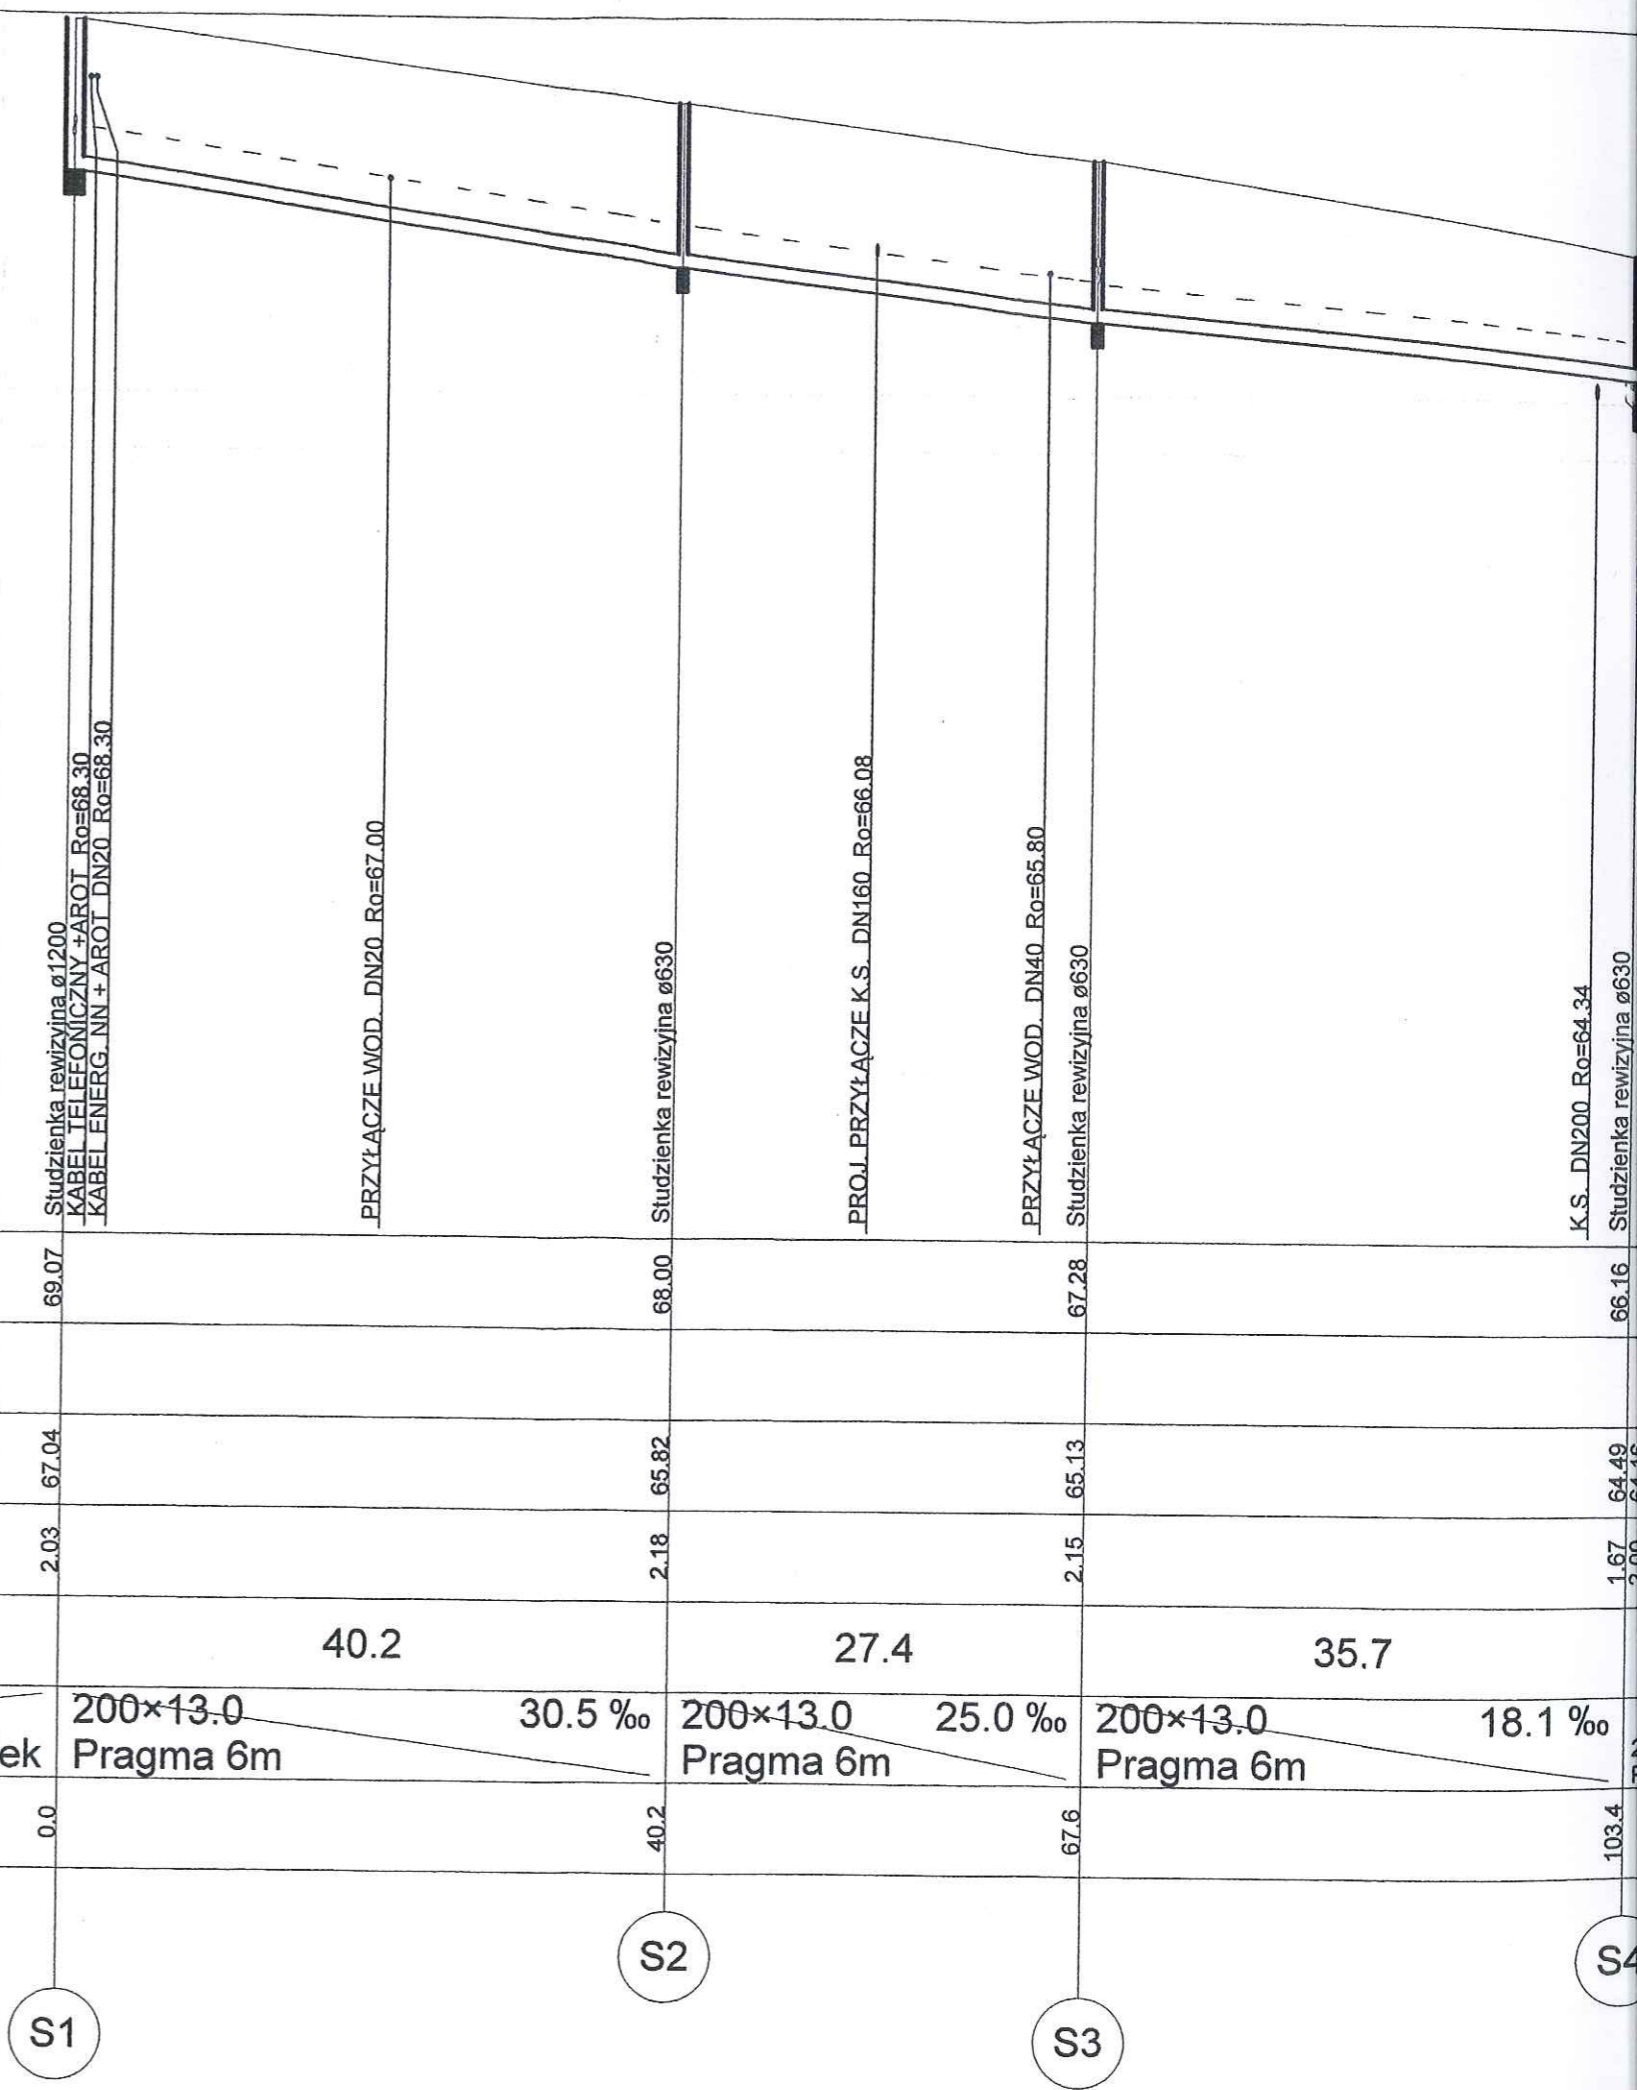 Studzienka rewizyjna ø1200
KABEL TELEFONICZNY +AROT Ro=68.30
KABEL ENERG. NN + AROT DN20 Ro=68.30
PRZYŁĄCZE WOD. DN20 Ro=67.00
Studzienka rewizyjna ø630
PROJ. PRZYŁĄCZE K.S. DN160 Ro=66.08
PRZYŁĄCZE WOD. DN40 Ro=65.80
Studzienka rewizyjna ø630
K.S. DN200 Ro=64.34
Studzienka rewizyjna ø630
69.07 68.00 67.28 66.16
67.04 65.82 65.13 64.49
2.03 2.18 2.15 1.67
40.2 27.4 35.7
200×13.0 30.5 ‰ 200×13.0 25.0 ‰ 200×13.0 18.1 ‰
ek Pragma 6m Pragma 6m Pragma 6m
0.0 40.2 67.6 103.4
S2 S4
S1 S3